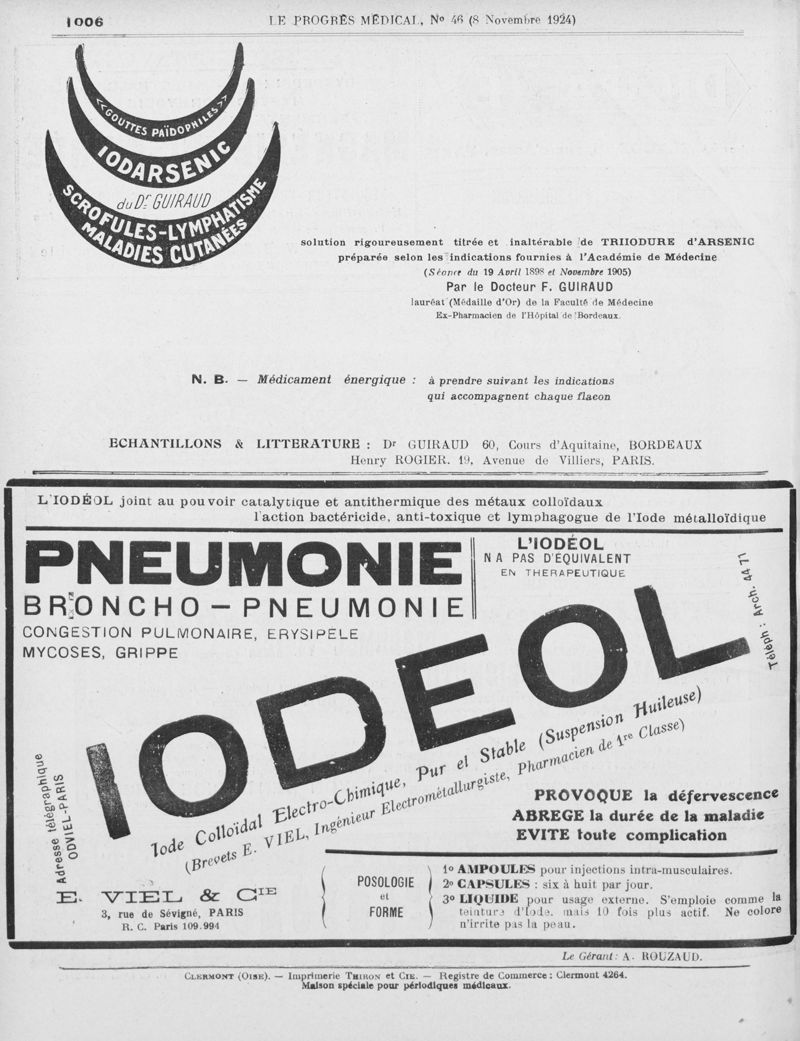 1006
LE PROGRÈS MÉDICAL, No 46 (8 Novembre 1924)
«GOUTTES PAÏDOPHILES»
IODARSENIC
du Dr GUIRAUD
SCROFULES-LYMPHATISME
MALADIES CUTANÉES
solution rigoureusement titrée et inaltérable de TRIIODURE d'ARSENIC
préparée selon les indications fournies à l'Académie de Médecine
(Séance du 19 Avril 1898 et Novembre 1905)
Par le Docteur F. GUIRAUD
lauréat (Médaille d'Or) de la Faculté de Médecine
Ex-Pharmacien de l'Hôpital de Bordeaux.
N. B. — Médicament énergique : à prendre suivant les indications
qui accompagnent chaque flacon
ECHANTILLONS & LITTERATURE : Dr GUIRAUD 60, Cours d'Aquitaine, BORDEAUX
Henry ROGIER. 19, Avenue de Villiers, PARIS.
L'IODÉOL joint au pouvoir catalytique et antithermique des métaux colloïdaux
l'action bactéricide, anti-toxique et lymphagogue de l'Iode métalloïdique
PNEUMONIE
BRONCHO-PNEUMONIE
CONGESTION PULMONAIRE, ERYSIPÈLE
MYCOSES, GRIPPE
L'IODÉOL
N A PAS D'ÉQUIVALENT
EN THERAPEUTIQUE
Téléph : Arch. 44 71
IODEOL
Iode Colloïdal Electro-Chimique, Pur et Stable (Suspension Huileuse)
(Brevets E. VIEL, Ingénieur Electrométallurgiste, Pharmacien de 1re Classe)
Adresse télégraphique
ODVIEL-PARIS
PROVOQUE la défervescence
ABREGE la durée de la maladie
EVITE toute complication
E. VIEL & CIE
3, rue de Sévigné, PARIS
R. C. Paris 109.994
POSOLOGIE
et
FORME
1o AMPOULES pour injections intra-musculaires.
2o CAPSULES : six à huit par jour.
3o LIQUIDE pour usage externe. S'emploie comme la
teinture d'Iode, mais 10 fois plus actif. Ne colore
n'irrite pas la peau.
Le Gérant : A. ROUZAUD.
CLERMONT (OISE). — Imprimerie THIRON et CIE. — Registre de Commerce : Clermont 4264.
Maison spéciale pour périodiques médicaux.